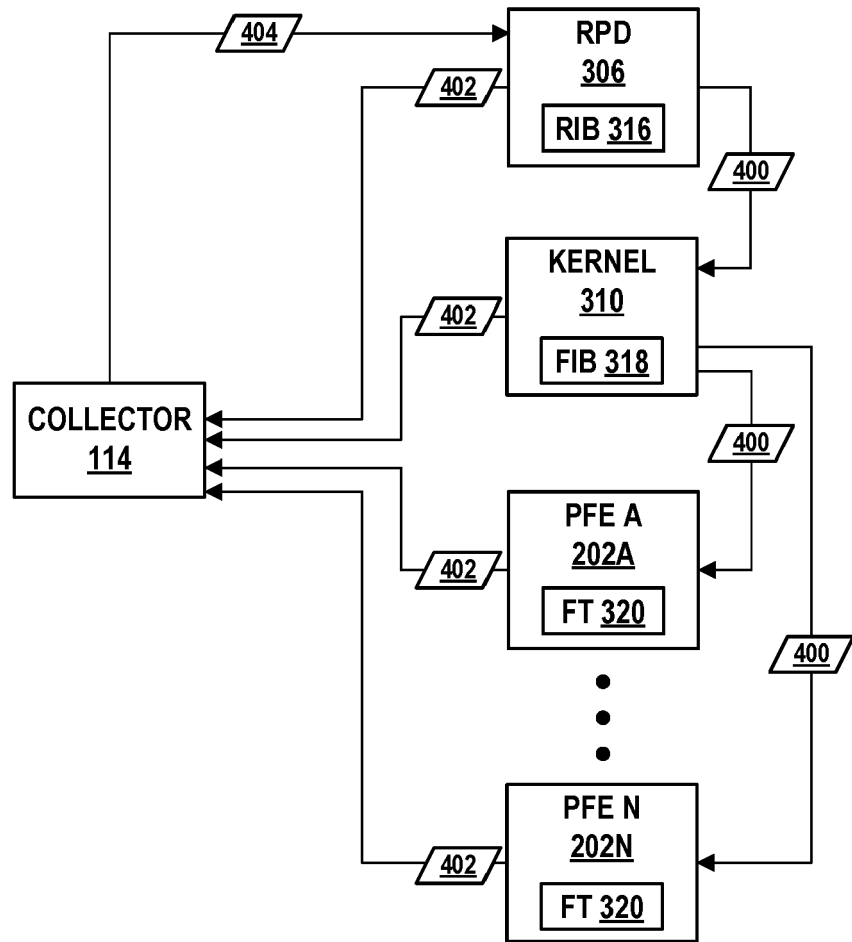 404
RPD
306
402
RIB 316
400
KERNEL
310
402
FIB 318
COLLECTOR
114
400
PFE A
202A
402
FT 320
400
PFE N
202N
402
FT 320